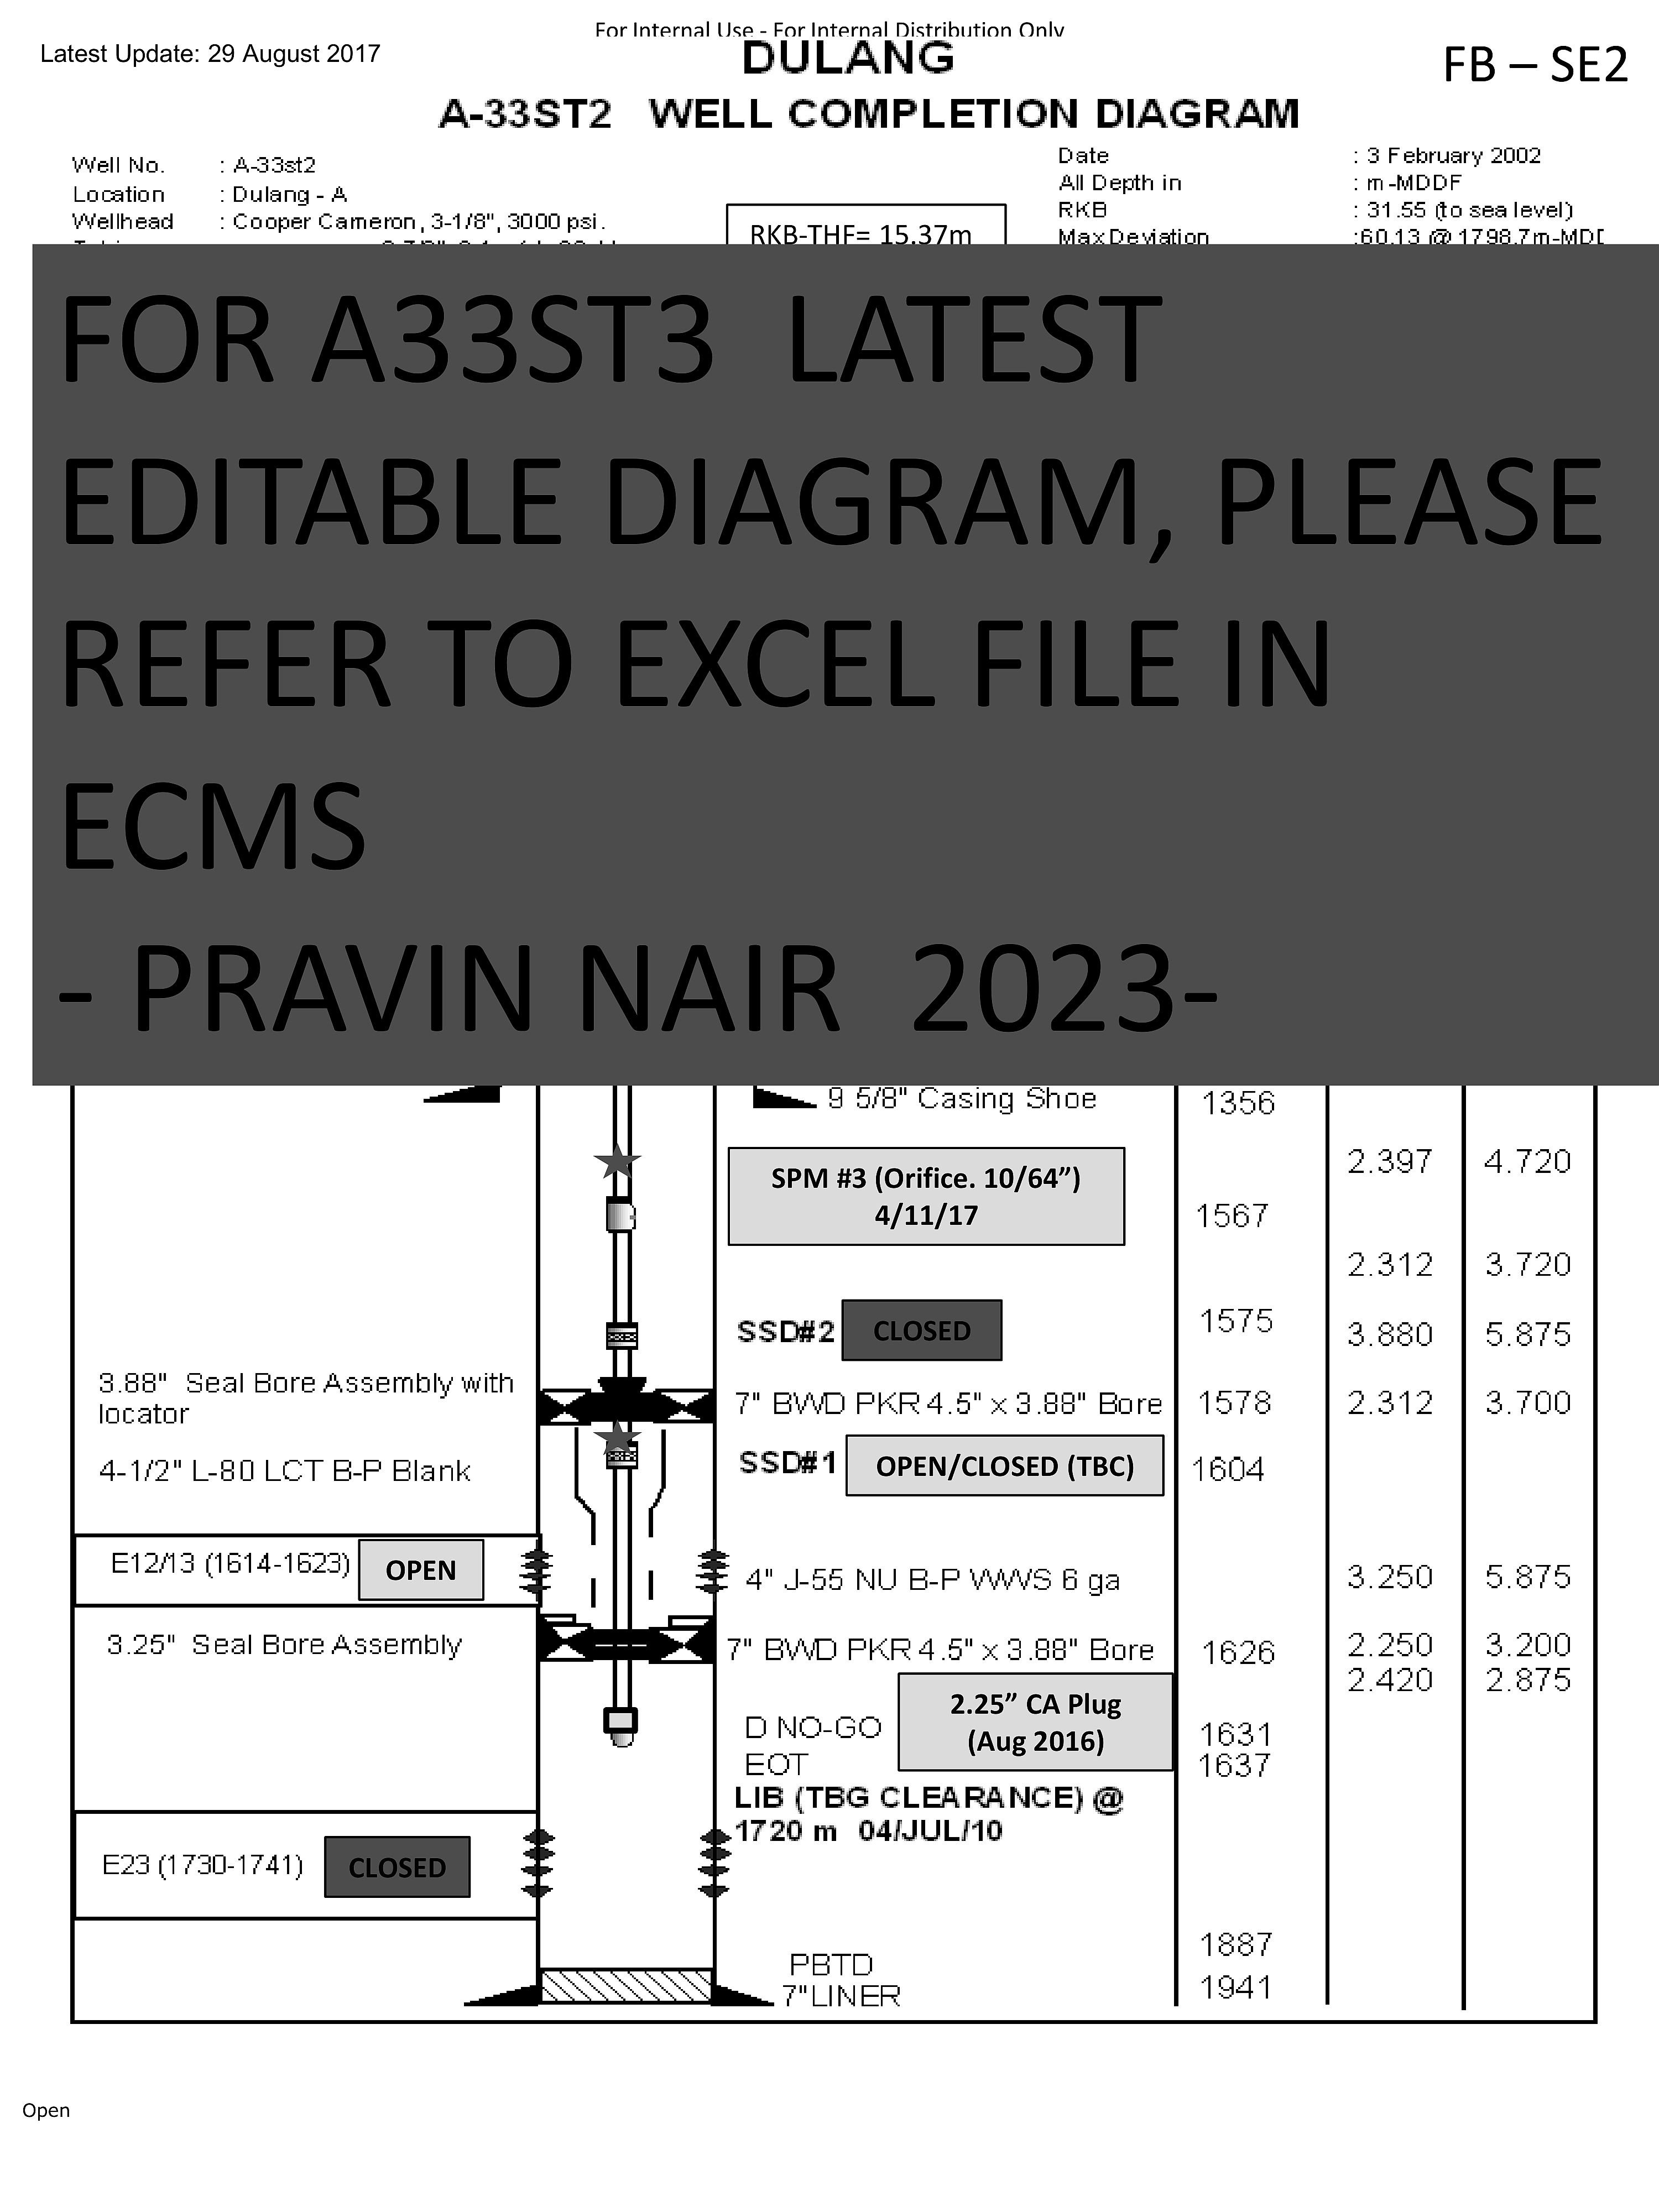 For Internal Use - For Internal Distribution Only
Latest Update: 29 August 2017
DULANG
FB – SE2
A-33ST2 WELL COMPLETION DIAGRAM
Well No. : A-33st2
Location : Dulang - A
Wellhead : Cooper Cameron, 3-1/8", 3000 psi.
RKB-THF= 15.37m
Date : 3 February 2002
All Depth in : m-MDDF
RKB : 31.55 (to sea level)
Max Deviation :60.13 @ 1798.7m-MD
FOR A33ST3 LATEST
EDITABLE DIAGRAM, PLEASE
REFER TO EXCEL FILE IN
ECMS
- PRAVIN NAIR 2023-
9 5/8" Casing Shoe 1356
SPM #3 (Orifice. 10/64”)
4/11/17
2.397 4.720
1567
2.312 3.720
SSD#2 CLOSED 1575
3.880 5.875
3.88" Seal Bore Assembly with
locator
7" BWD PKR 4.5" x 3.88" Bore 1578 2.312 3.700
4-1/2" L-80 LCT B-P Blank
SSD#1 OPEN/CLOSED (TBC) 1604
E12/13 (1614-1623) OPEN
4" J-55 NU B-P WWS 6 ga 3.250 5.875
3.25" Seal Bore Assembly
7" BWD PKR 4.5" x 3.88" Bore 1626 2.250 3.200
2.420 2.875
2.25” CA Plug
(Aug 2016)
D NO-GO 1631
EOT 1637
LIB (TBG CLEARANCE) @
1720 m 04/JUL/10
E23 (1730-1741) CLOSED
PBTD 1887
7" LINER 1941
Open